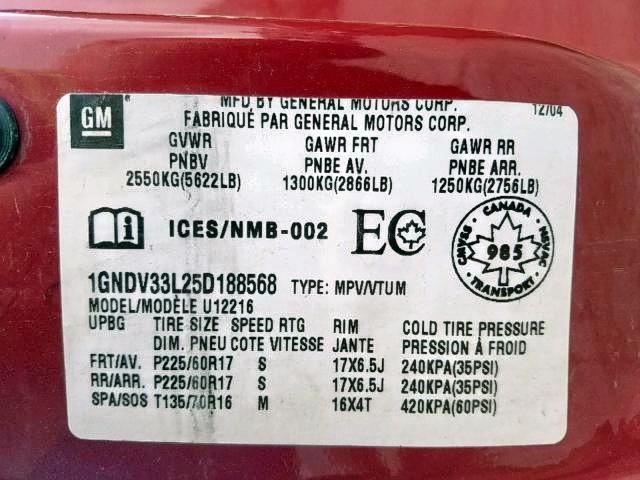 GM
MFD BY GENERAL MOTORS CORP. 12/04
FABRIQUÉ PAR GENERAL MOTORS CORP.
GVWR GAWR FRT GAWR RR
PNBV PNBE AV. PNBE ARR.
2550KG(5622LB) 1300KG(2866LB) 1250KG(2756LB)
i ICES/NMB-002 EC
CANADA
CMVSS 985 NSVAC
TRANSPORT
1GNDV33L25D188568 TYPE: MPV/VTUM
MODEL/MODÈLE U12216
UPBG TIRE SIZE SPEED RTG RIM COLD TIRE PRESSURE
DIM. PNEU COTE VITESSE JANTE PRESSION À FROID
FRT/AV. P225/60R17 S 17X6.5J 240KPA(35PSI)
RR/ARR. P225/60R17 S 17X6.5J 240KPA(35PSI)
SPA/SOS T135/70R16 M 16X4T 420KPA(60PSI)